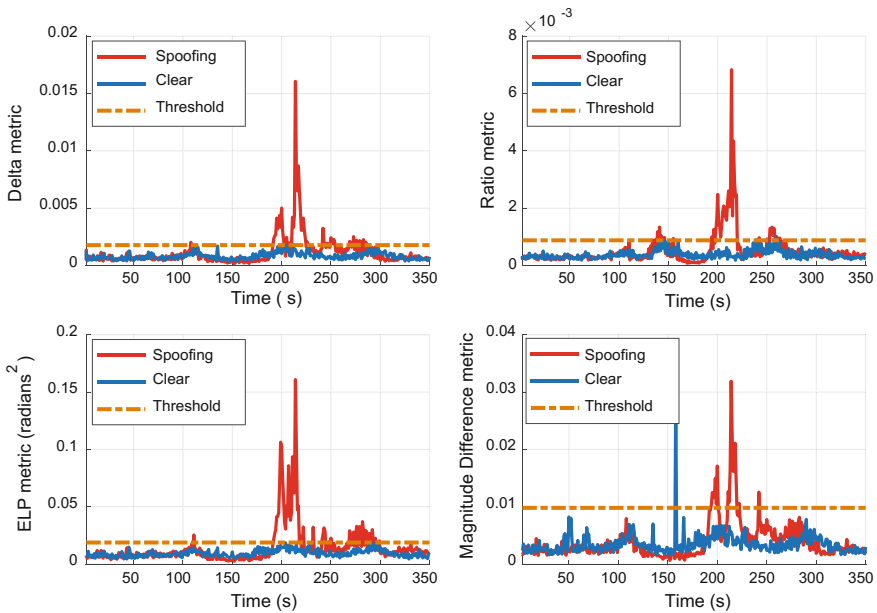 0.02
0.015
0.01
0.005
0
Delta metric
Spoofing
Clear
Threshold
50 100 150 200 250 300 350
Time ( s)
×10 -3
8
6
4
2
0
Ratio metric
Spoofing
Clear
Threshold
50 100 150 200 250 300 350
Time (s)
0.2
0.15
0.1
0.05
0
ELP metric (radians2)
Spoofing
Clear
Threshold
50 100 150 200 250 300 350
Time (s)
0.04
0.03
0.02
0.01
0
Magnitude Difference metric
Spoofing
Clear
Threshold
50 100 150 200 250 300 350
Time (s)